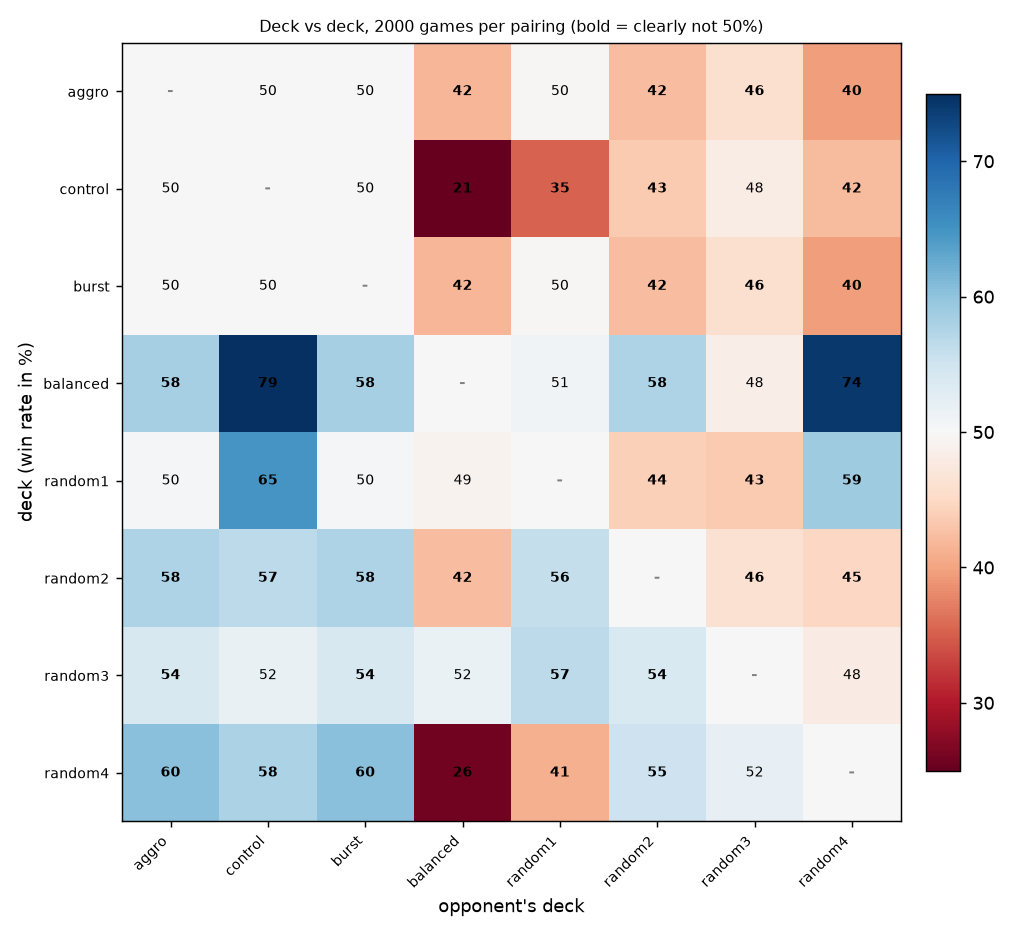 Deck vs deck, 2000 games per pairing (bold = clearly not 50%)
deck (win rate in %)
aggro - 50 50 42 50 42 46 40
control 50 - 50 21 35 43 48 42
burst 50 50 - 42 50 42 46 40
balanced 58 79 58 - 51 58 48 74
random1 50 65 50 49 - 44 43 59
random2 58 57 58 42 56 - 46 45
random3 54 52 54 52 57 54 - 48
random4 60 58 60 26 41 55 52 -
aggro control burst balanced random1 random2 random3 random4
opponent's deck
70
60
50
40
30